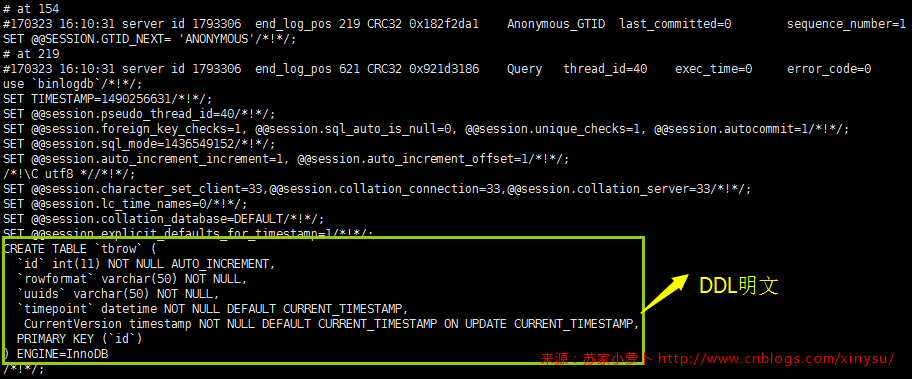 # at 154
#170323 16:10:31 server id 1793306  end_log_pos 219 CRC32 0x182f2da1    Anonymous_GTID  last_committed=0        sequence_number=1
SET @@SESSION.GTID_NEXT= 'ANONYMOUS'/*!*/;
# at 219
#170323 16:10:31 server id 1793306  end_log_pos 621 CRC32 0x921d3186    Query   thread_id=40    exec_time=0     error_code=0
use `binlogdb`/*!*/;
SET TIMESTAMP=1490256631/*!*/;
SET @@session.pseudo_thread_id=40/*!*/;
SET @@session.foreign_key_checks=1, @@session.sql_auto_is_null=0, @@session.unique_checks=1, @@session.autocommit=1/*!*/;
SET @@session.sql_mode=1436549152/*!*/;
SET @@session.auto_increment_increment=1, @@session.auto_increment_offset=1/*!*/;
/*!\C utf8 *//*!*/;
SET @@session.character_set_client=33,@@session.collation_connection=33,@@session.collation_server=33/*!*/;
SET @@session.lc_time_names=0/*!*/;
SET @@session.collation_database=DEFAULT/*!*/;
SET @@session.explicit_defaults_for_timestamp=1/*!*/;
CREATE TABLE `tbrow` (
  `id` int(11) NOT NULL AUTO_INCREMENT,
  `rowformat` varchar(50) NOT NULL,
  `uuids` varchar(50) NOT NULL,
  `timepoint` datetime NOT NULL DEFAULT CURRENT_TIMESTAMP,
   CurrentVersion timestamp NOT NULL DEFAULT CURRENT_TIMESTAMP ON UPDATE CURRENT_TIMESTAMP,
  PRIMARY KEY (`id`)
) ENGINE=InnoDB
/*!*/;
DDL明文
来源：苏家小萝卜 http://www.cnblogs.com/xinysu/